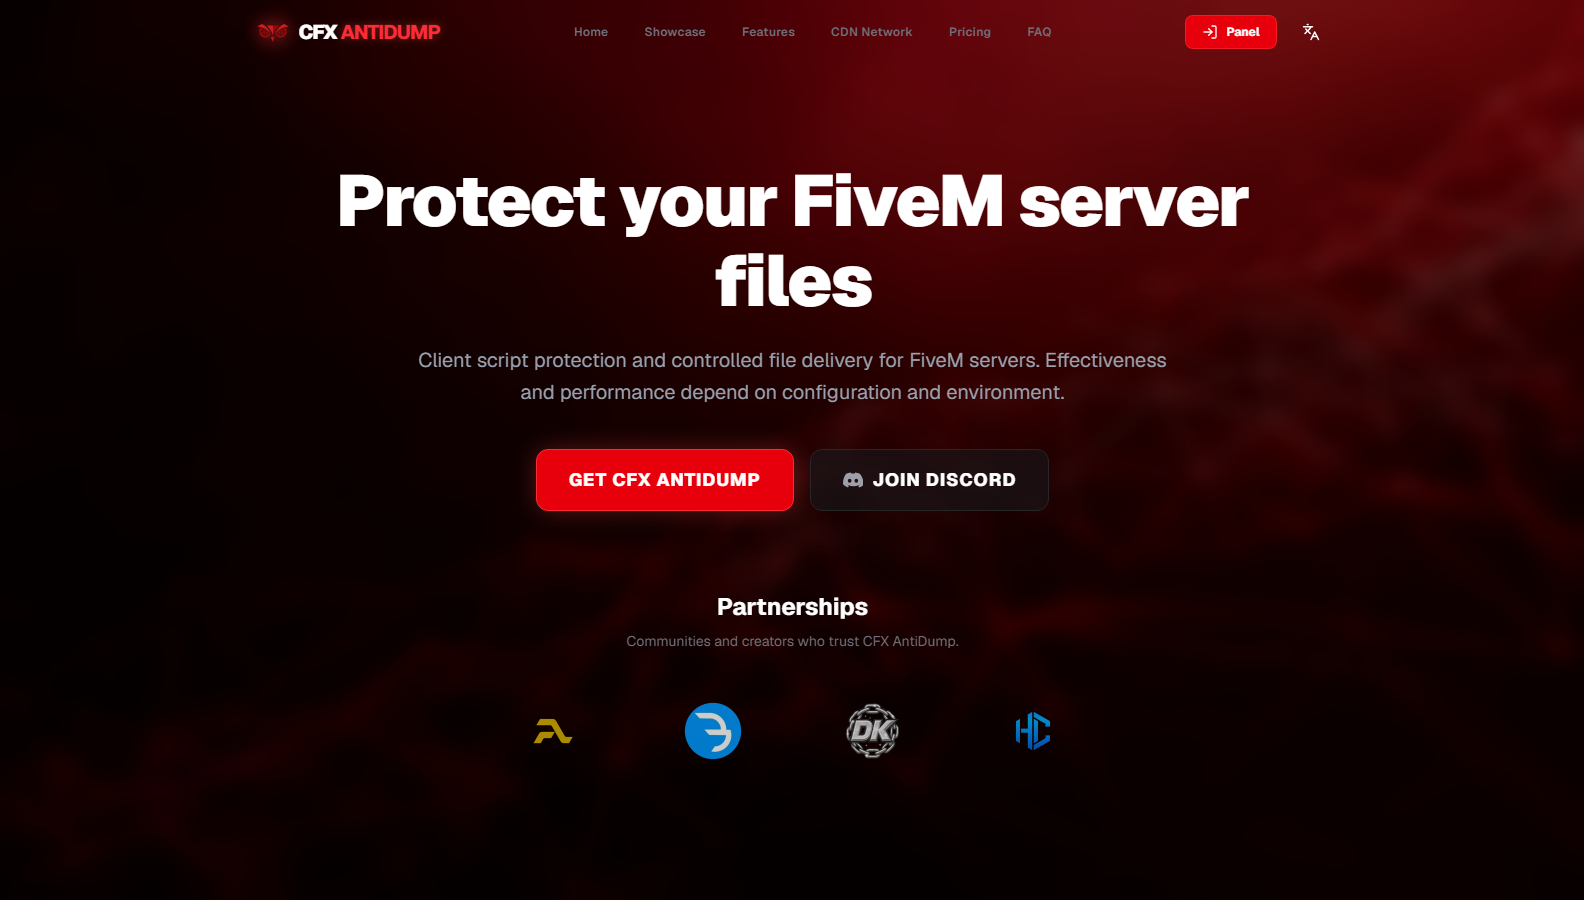 CFX ANTIDUMP
Home
Showcase
Features
CDN Network
Pricing
FAQ
Panel
Protect your FiveM server
files
Client script protection and controlled file delivery for FiveM servers. Effectiveness
and performance depend on configuration and environment.
GET CFX ANTIDUMP
JOIN DISCORD
Partnerships
Communities and creators who trust CFX AntiDump.
DK
HC